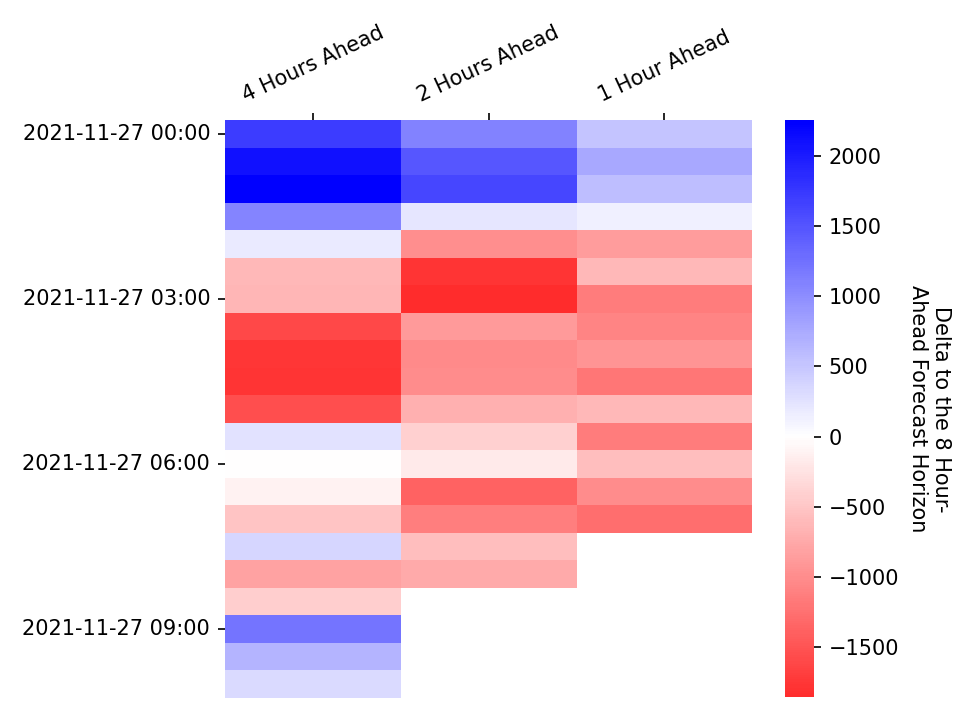 4 Hours Ahead
2 Hours Ahead
1 Hour Ahead
2021-11-27 00:00
2021-11-27 03:00
2021-11-27 06:00
2021-11-27 09:00
2000
1500
1000
500
0
−500
−1000
−1500
Delta to the 8 Hour-
Ahead Forecast Horizon